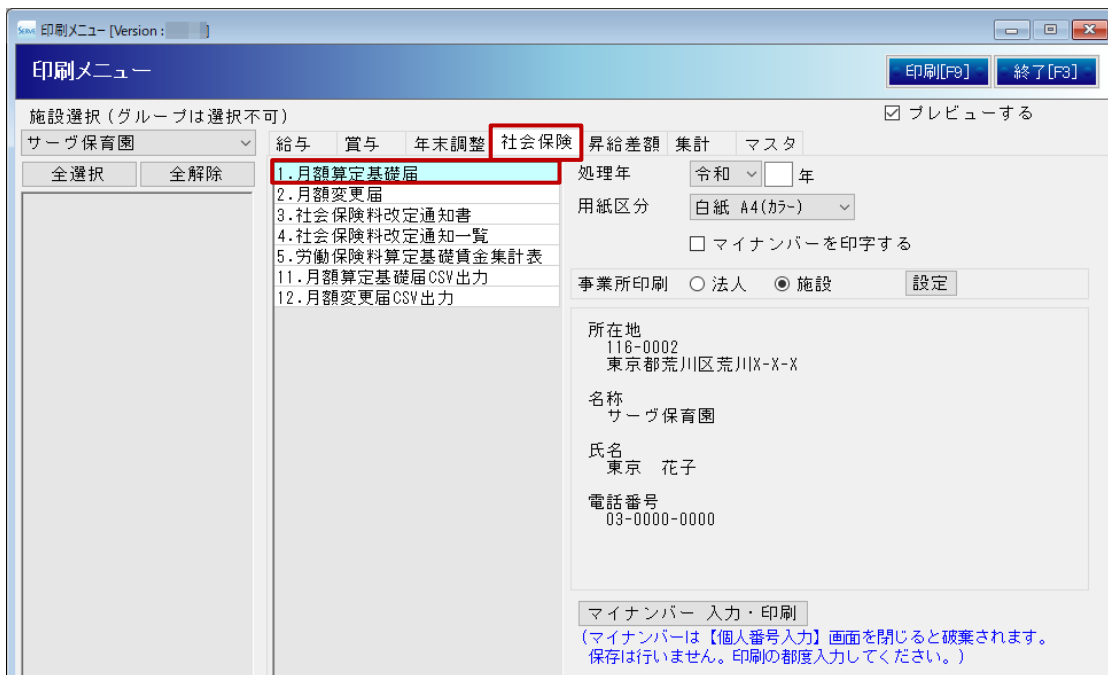 Serve 印刷メニュー [Version : ]
印刷メニュー
印刷[F9]
終了[F3]
施設選択(グループは選択不可)
☑ プレビューする
サーヴ保育園
給与 賞与 年末調整 社会保険 昇給差額 集計 マスタ
全選択 全解除
1.月額算定基礎届
2.月額変更届
3.社会保険料改定通知書
4.社会保険料改定通知一覧
5.労働保険料算定基礎賃金集計表
11.月額算定基礎届CSV出力
12.月額変更届CSV出力
処理年 令和 年
用紙区分 白紙 A4(カラー)
マイナンバーを印字する
事業所印刷 法人 施設 設定
所在地
116-0002
東京都荒川区荒川X-X-X
名称
サーヴ保育園
氏名
東京 花子
電話番号
03-0000-0000
マイナンバー 入力・印刷
(マイナンバーは【個人番号入力】画面を閉じると破棄されます。
保存は行いません。印刷の都度入力してください。)